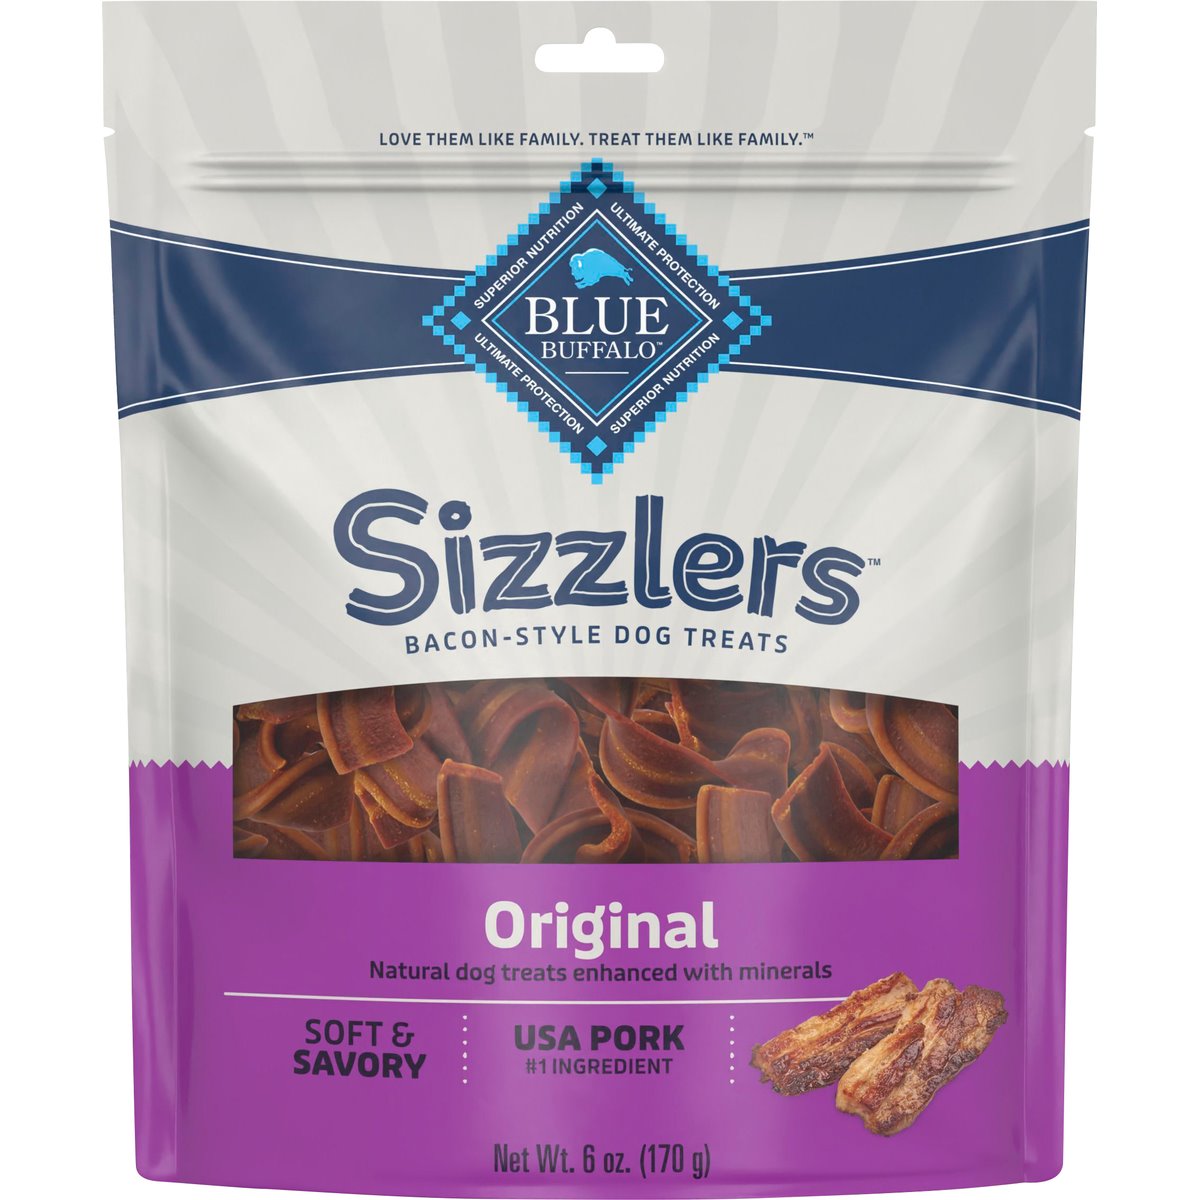 LOVE THEM LIKE FAMILY. TREAT THEM LIKE FAMILY.™
SUPERIOR NUTRITION
ULTIMATE PROTECTION
BLUE
BUFFALO™
ULTIMATE PROTECTION
SUPERIOR NUTRITION
Sizzlers™
BACON-STYLE DOG TREATS
Original
Natural dog treats enhanced with minerals
SOFT &
SAVORY
USA PORK
#1 INGREDIENT
Net Wt. 6 oz. (170 g)